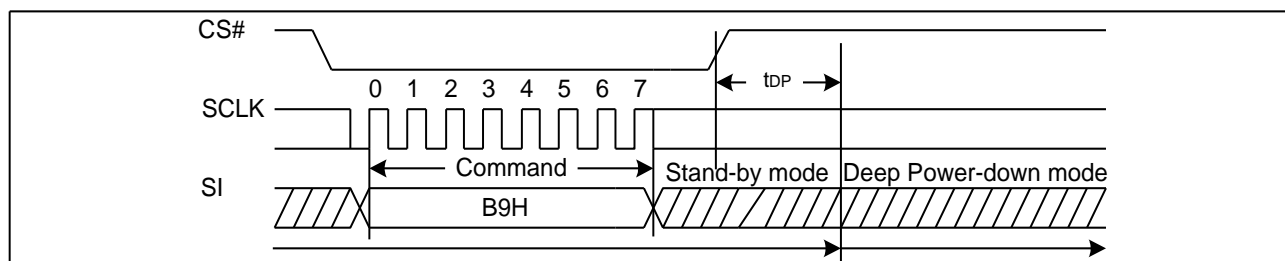 CS#
tDP
0 1 2 3 4 5 6 7
SCLK
Command
Stand-by mode Deep Power-down mode
SI
B9H